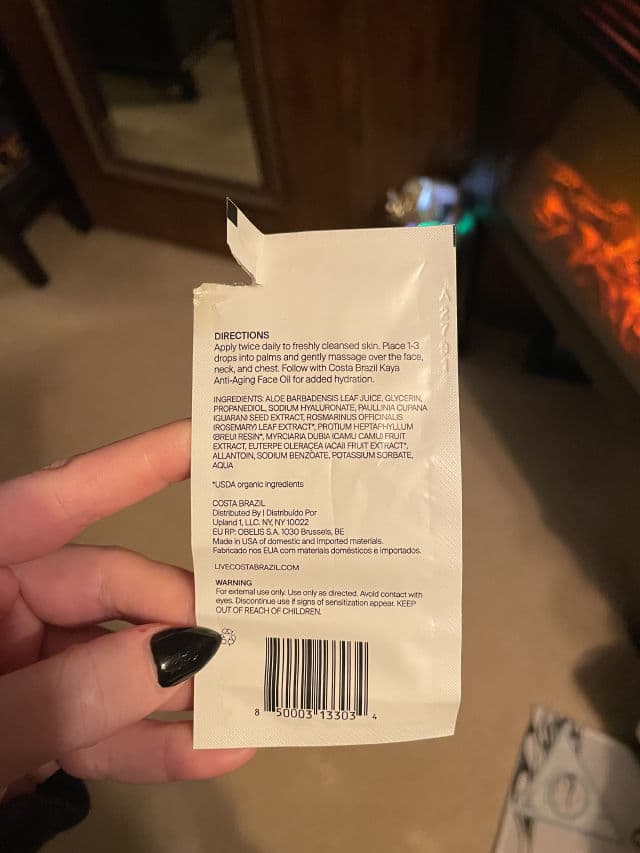 DIRECTIONS
Apply twice daily to freshly cleansed skin. Place 1-3
drops into palms and gently massage over the face,
neck, and chest. Follow with Costa Brazil Kaya
Anti-Aging Face Oil for added hydration.
INGREDIENTS: ALOE BARBADENSIS LEAF JUICE, GLYCERIN,
PROPANEDIOL, SODIUM HYALURONATE, PAULLINIA CUPANA
(GUARANÁ) SEED EXTRACT, ROSMARINUS OFFICINALIS
(ROSEMARY) LEAF EXTRACT*, PROTIUM HEPTAPHYLLUM
(BREU) RESIN*, MYRCIARIA DUBIA (CAMU CAMU) FRUIT
EXTRACT, EUTERPE OLERACEA (ACAI) FRUIT EXTRACT*,
ALLANTOIN, SODIUM BENZOATE, POTASSIUM SORBATE,
AQUA
*USDA organic ingredients
COSTA BRAZIL
Distributed By | Distribuido Por
Upland 1, LLC. NY, NY 10022
EU RP: OBELIS S.A. 1030 Brussels, BE
Made in USA of domestic and imported materials.
Fabricado nos EUA com materiais domésticos e importados.
LIVECOSTABRAZIL.COM
WARNING
For external use only. Use only as directed. Avoid contact with
eyes. Discontinue use if signs of sensitization appear. KEEP
OUT OF REACH OF CHILDREN.
8 50003 13303 4